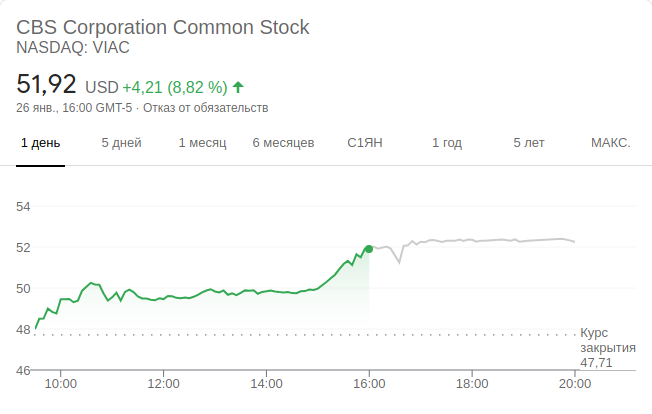 CBS Corporation Common Stock
NASDAQ: VIAC
51,92 USD +4,21 (8,82 %)
26 янв., 16:00 GMT-5 · Отказ от обязательств
1 день 5 дней 1 месяц 6 месяцев С1ЯН 1 год 5 лет МАКС.
54
52
50
48
Курс
закрытия
47,71
46
10:00 12:00 14:00 16:00 18:00 20:00